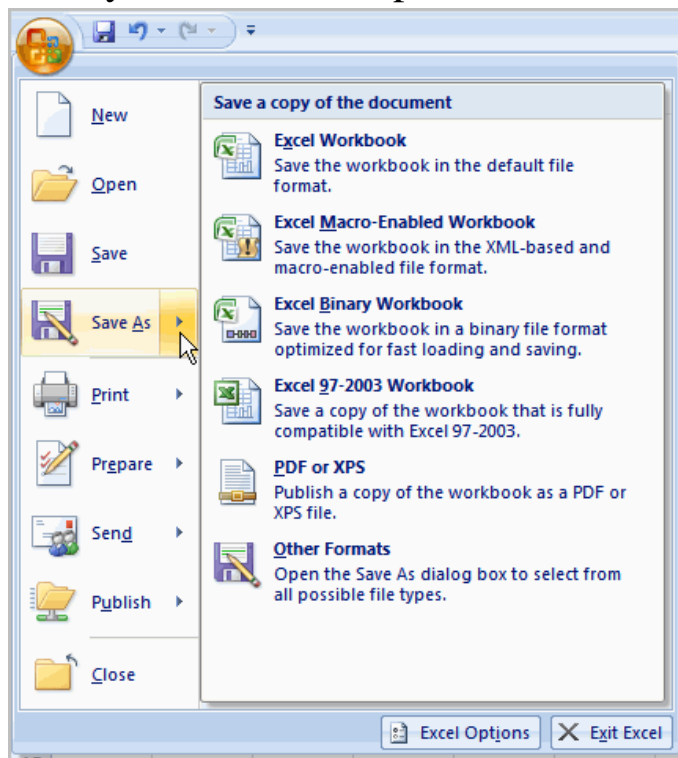 New
Open
Save
Save As
Print
Prepare
Send
Publish
Close
Save a copy of the document
Excel Workbook
Save the workbook in the default file
format.
Excel Macro-Enabled Workbook
Save the workbook in the XML-based and
macro-enabled file format.
Excel Binary Workbook
Save the workbook in a binary file format
optimized for fast loading and saving.
Excel 97-2003 Workbook
Save a copy of the workbook that is fully
compatible with Excel 97-2003.
PDF or XPS
Publish a copy of the workbook as a PDF or
XPS file.
Other Formats
Open the Save As dialog box to select from
all possible file types.
Excel Options
Exit Excel